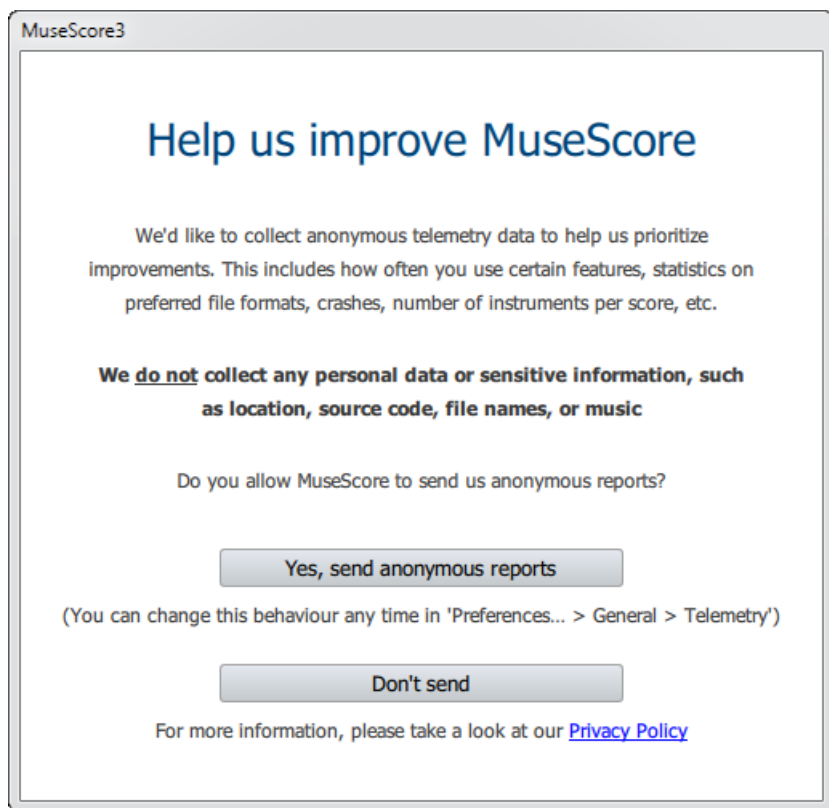 MuseScore3
Help us improve MuseScore
We'd like to collect anonymous telemetry data to help us prioritize
improvements. This includes how often you use certain features, statistics on
preferred file formats, crashes, number of instruments per score, etc.
We do not collect any personal data or sensitive information, such
as location, source code, file names, or music
Do you allow MuseScore to send us anonymous reports?
Yes, send anonymous reports
(You can change this behaviour any time in 'Preferences... > General > Telemetry')
Don't send
For more information, please take a look at our Privacy Policy